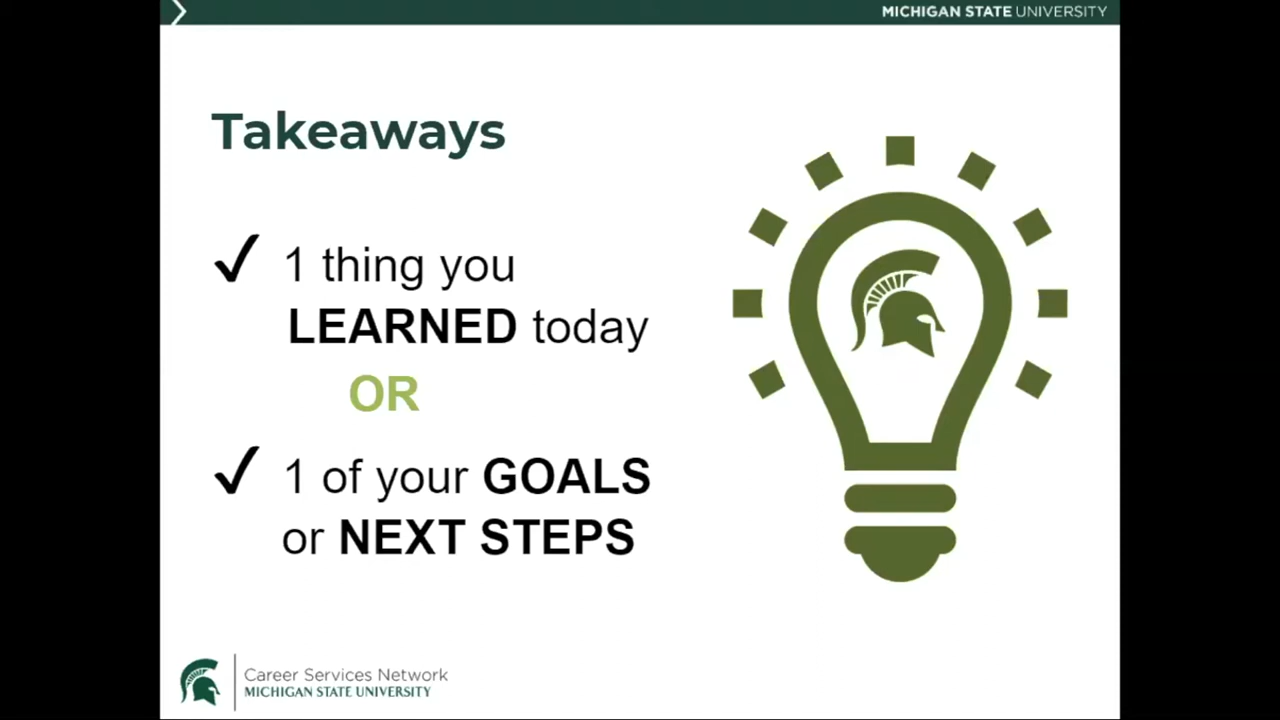 MICHIGAN STATE UNIVERSITY
Takeaways
✓ 1 thing you
LEARNED today
OR
✓ 1 of your GOALS
or NEXT STEPS
Career Services Network
MICHIGAN STATE UNIVERSITY